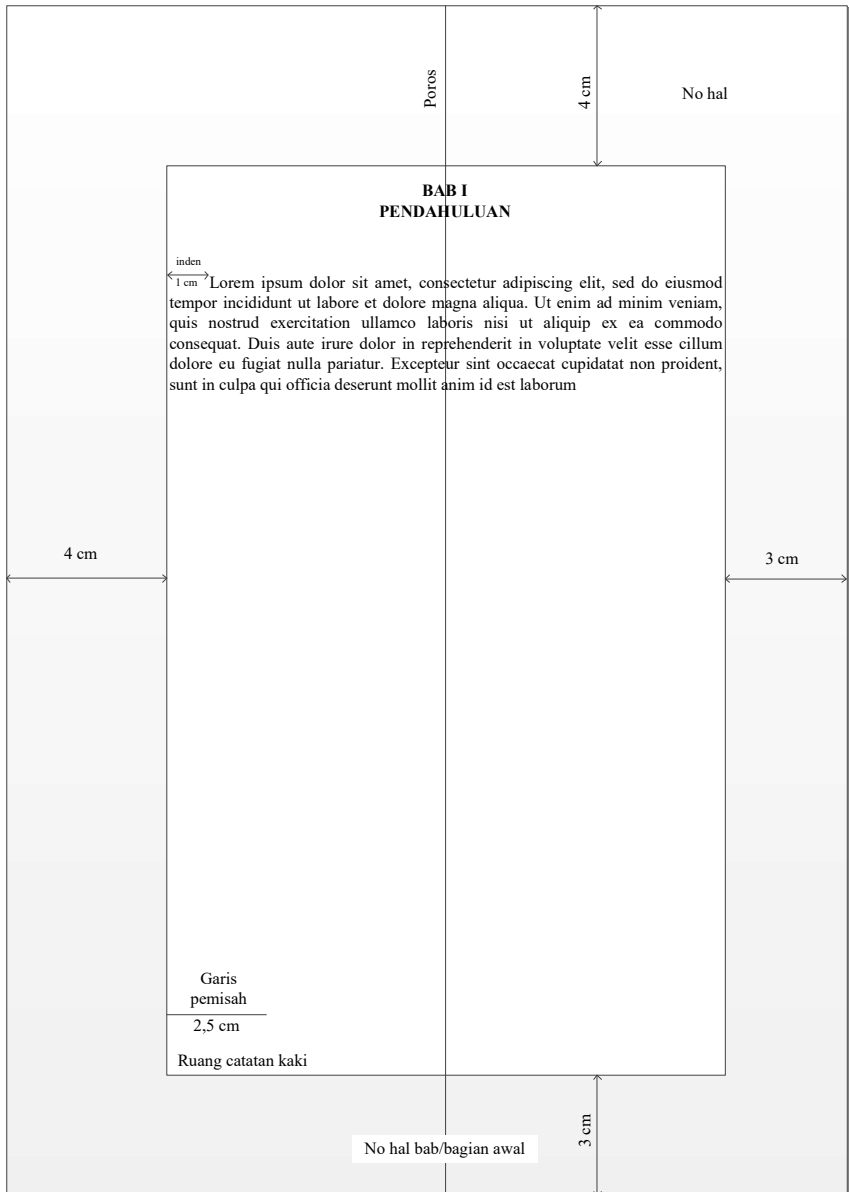 Poros
4 cm
No hal
BAB I
PENDAHULUAN
inden
1 cm
Lorem ipsum dolor sit amet, consectetur adipiscing elit, sed do eiusmod
tempor incididunt ut labore et dolore magna aliqua. Ut enim ad minim veniam,
quis nostrud exercitation ullamco laboris nisi ut aliquip ex ea commodo
consequat. Duis aute irure dolor in reprehenderit in voluptate velit esse cillum
dolore eu fugiat nulla pariatur. Excepteur sint occaecat cupidatat non proident,
sunt in culpa qui officia deserunt mollit anim id est laborum
4 cm
3 cm
Garis
pemisah
2,5 cm
Ruang catatan kaki
No hal bab/bagian awal
3 cm